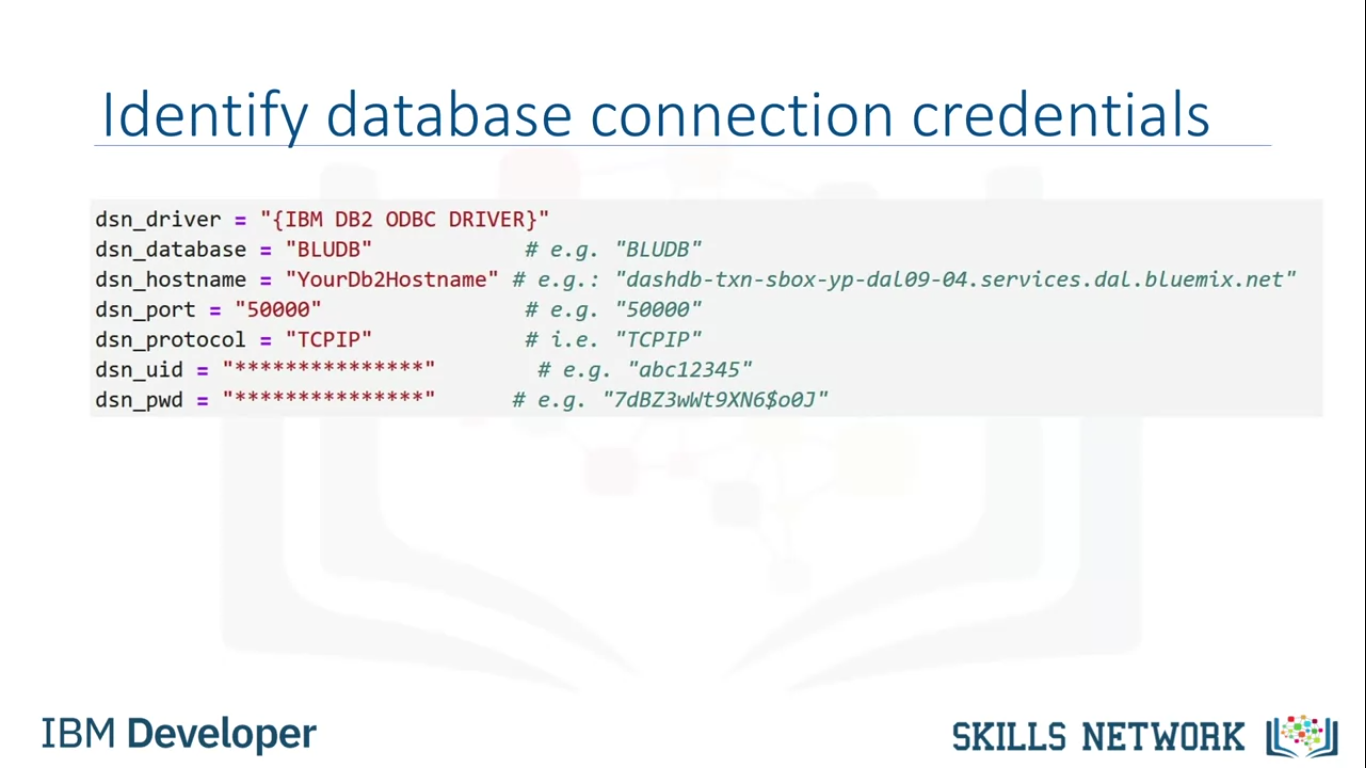 Identify database connection credentials
dsn_driver = "{IBM DB2 ODBC DRIVER}"
dsn_database = "BLUDB" # e.g. "BLUDB"
dsn_hostname = "YourDb2Hostname" # e.g.: "dashdb-txn-sbox-yp-dal09-04.services.dal.bluemix.net"
dsn_port = "50000" # e.g. "50000"
dsn_protocol = "TCPIP" # i.e. "TCPIP"
dsn_uid = "***************" # e.g. "abc12345"
dsn_pwd = "***************" # e.g. "7dBZ3wWt9XN6$o0J"
IBM Developer
SKILLS NETWORK